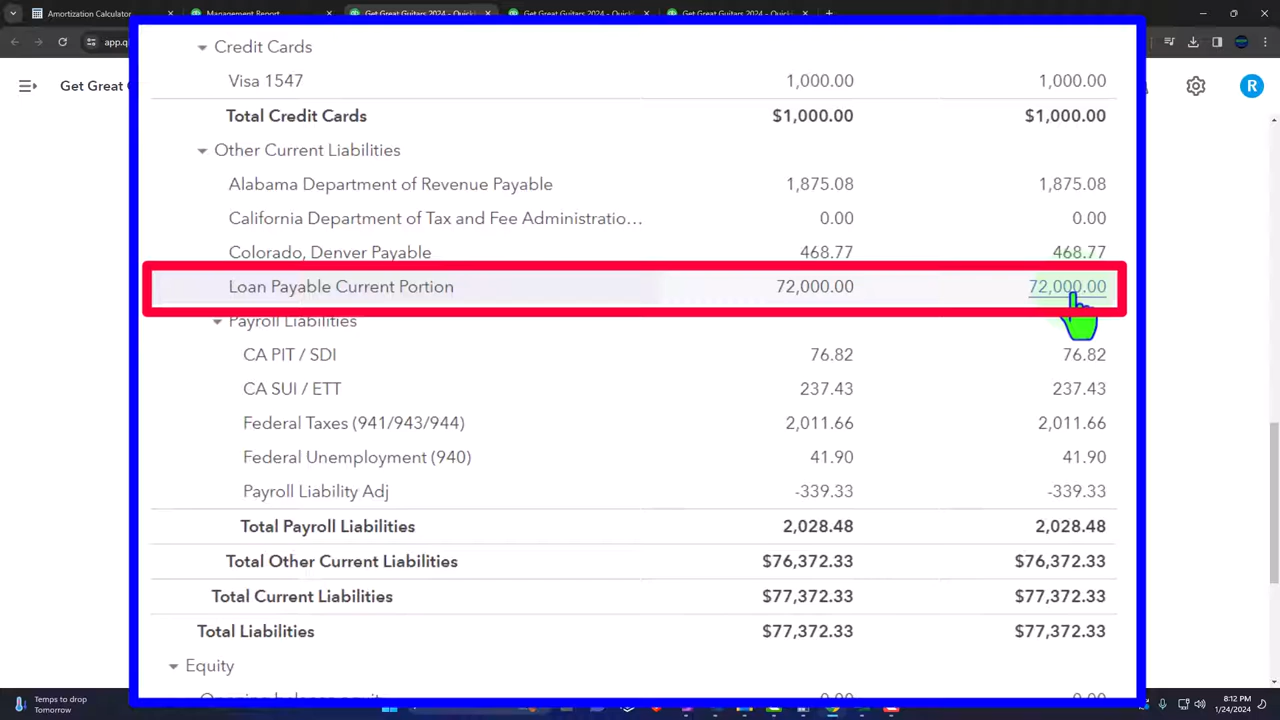 Amortization Calculator
Management Report
Get Great Guitars - 2024
Get Great Guitars - 2024
Get Great Guitars - 2024
app.q
Get Great
R
Credit Cards
Visa 1547 1,000.00 1,000.00
Total Credit Cards $1,000.00 $1,000.00
Other Current Liabilities
Alabama Department of Revenue Payable 1,875.08 1,875.08
California Department of Tax and Fee Administratio… 0.00 0.00
Colorado, Denver Payable 468.77 468.77
Loan Payable Current Portion 72,000.00 72,000.00
Payroll Liabilities
CA PIT / SDI 76.82 76.82
CA SUI / ETT 237.43 237.43
Federal Taxes (941/943/944) 2,011.66 2,011.66
Federal Unemployment (940) 41.90 41.90
Payroll Liability Adj -339.33 -339.33
Total Payroll Liabilities 2,028.48 2,028.48
Total Other Current Liabilities $76,372.33 $76,372.33
Total Current Liabilities $77,372.33 $77,372.33
Total Liabilities $77,372.33 $77,372.33
Equity
Opening balance equity 0.00 0.00
Temps to drop
Tomorrow
8:12 PM
1/24/2024